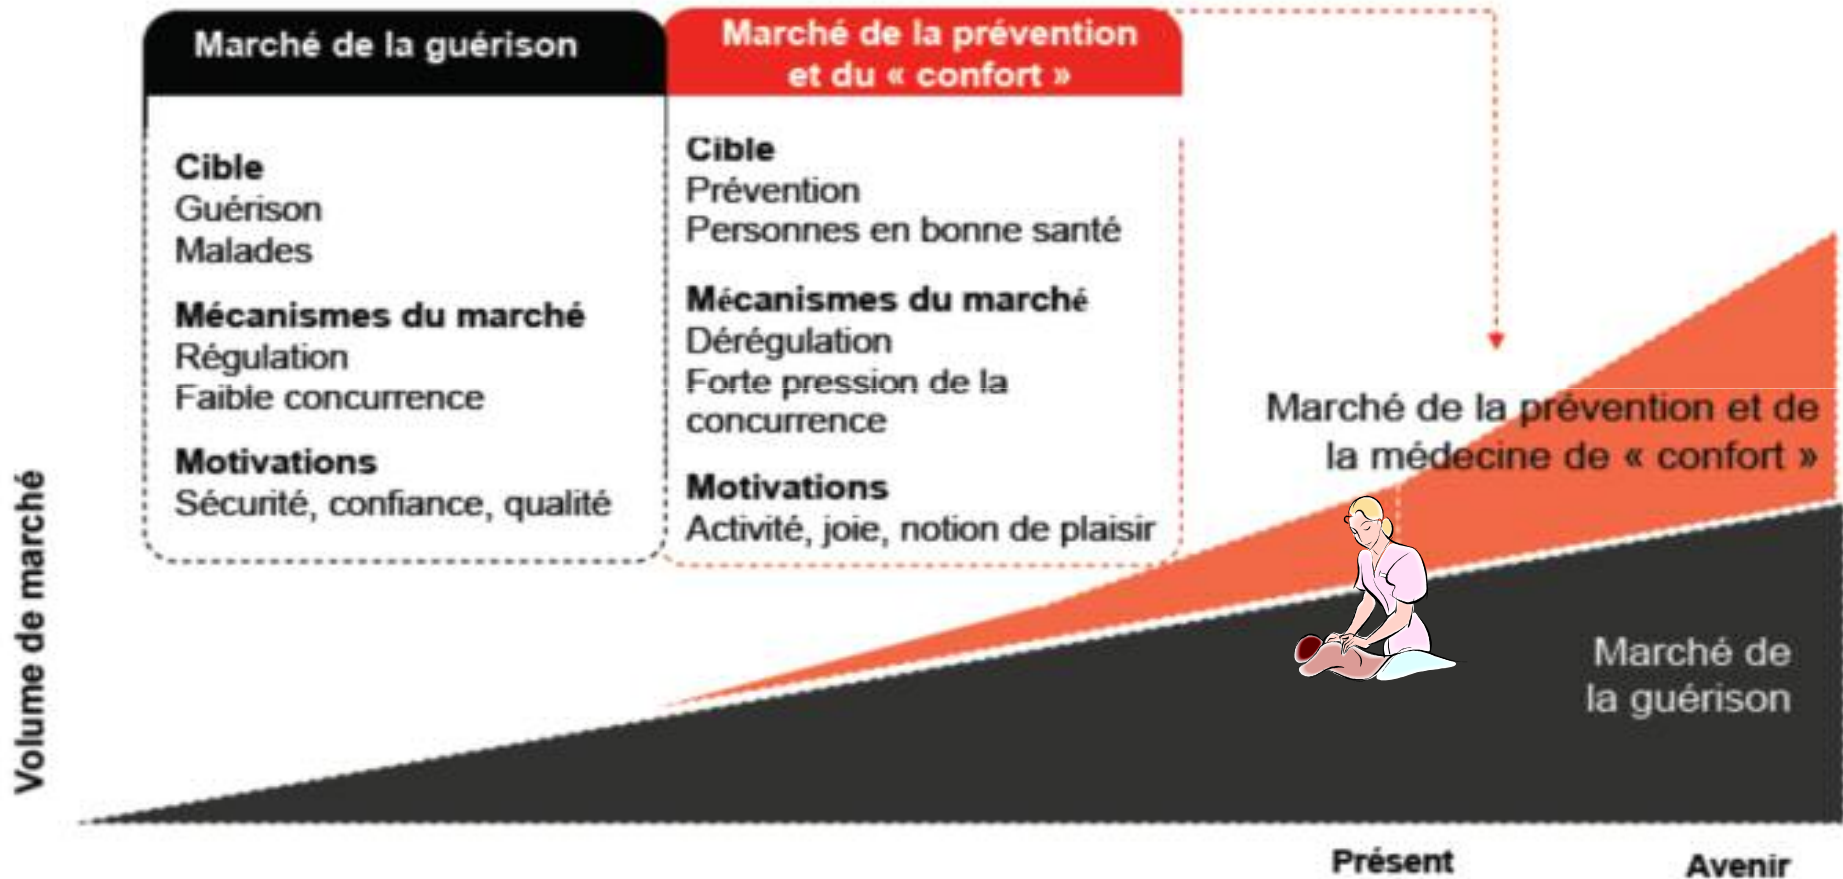 Marché de la guérison
Cible
Guérison
Malades
Mécanismes du marché
Régulation
Faible concurrence
Motivations
Sécurité, confiance, qualité
Marché de la prévention
et du « confort »
Cible
Prévention
Personnes en bonne santé
Mécanismes du marché
Dérégulation
Forte pression de la
concurrence
Motivations
Activité, joie, notion de plaisir
Marché de la prévention et de
la médecine de « confort »
Marché de
la guérison
Volume de marché
Présent
Avenir